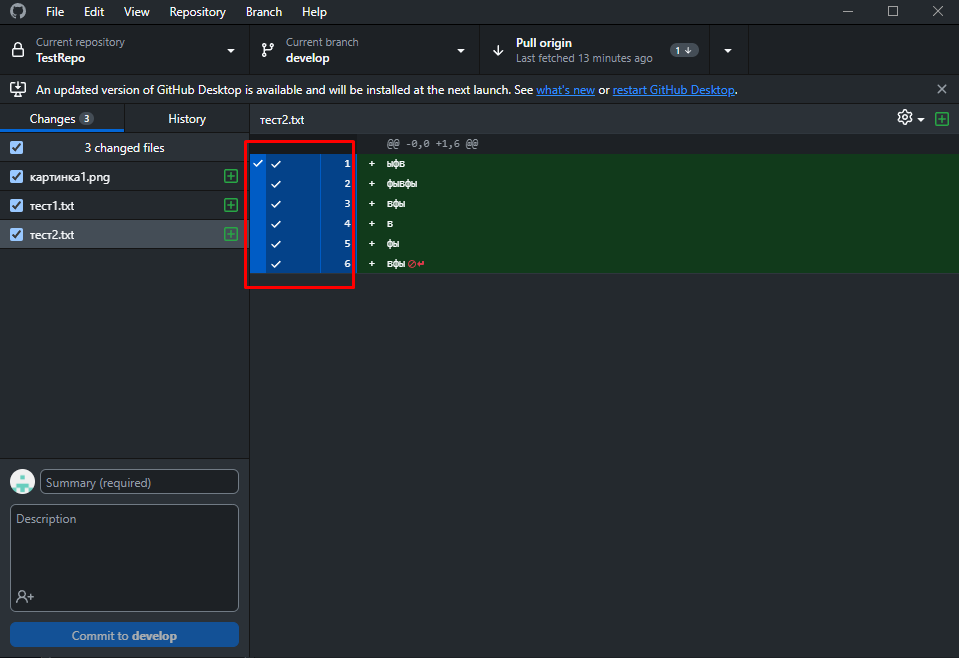 File Edit View Repository Branch Help
Current repository
TestRepo
Current branch
develop
Pull origin
Last fetched 13 minutes ago
1
An updated version of GitHub Desktop is available and will be installed at the next launch. See what's new or restart GitHub Desktop.
Changes 3
History
тест2.txt
3 changed files
картинка1.png
тест1.txt
тест2.txt
@@ -0,0 +1,6 @@
1 + ыфв
2 + фывфы
3 + вфы
4 + в
5 + фы
6 + вфы
Summary (required)
Description
Commit to develop